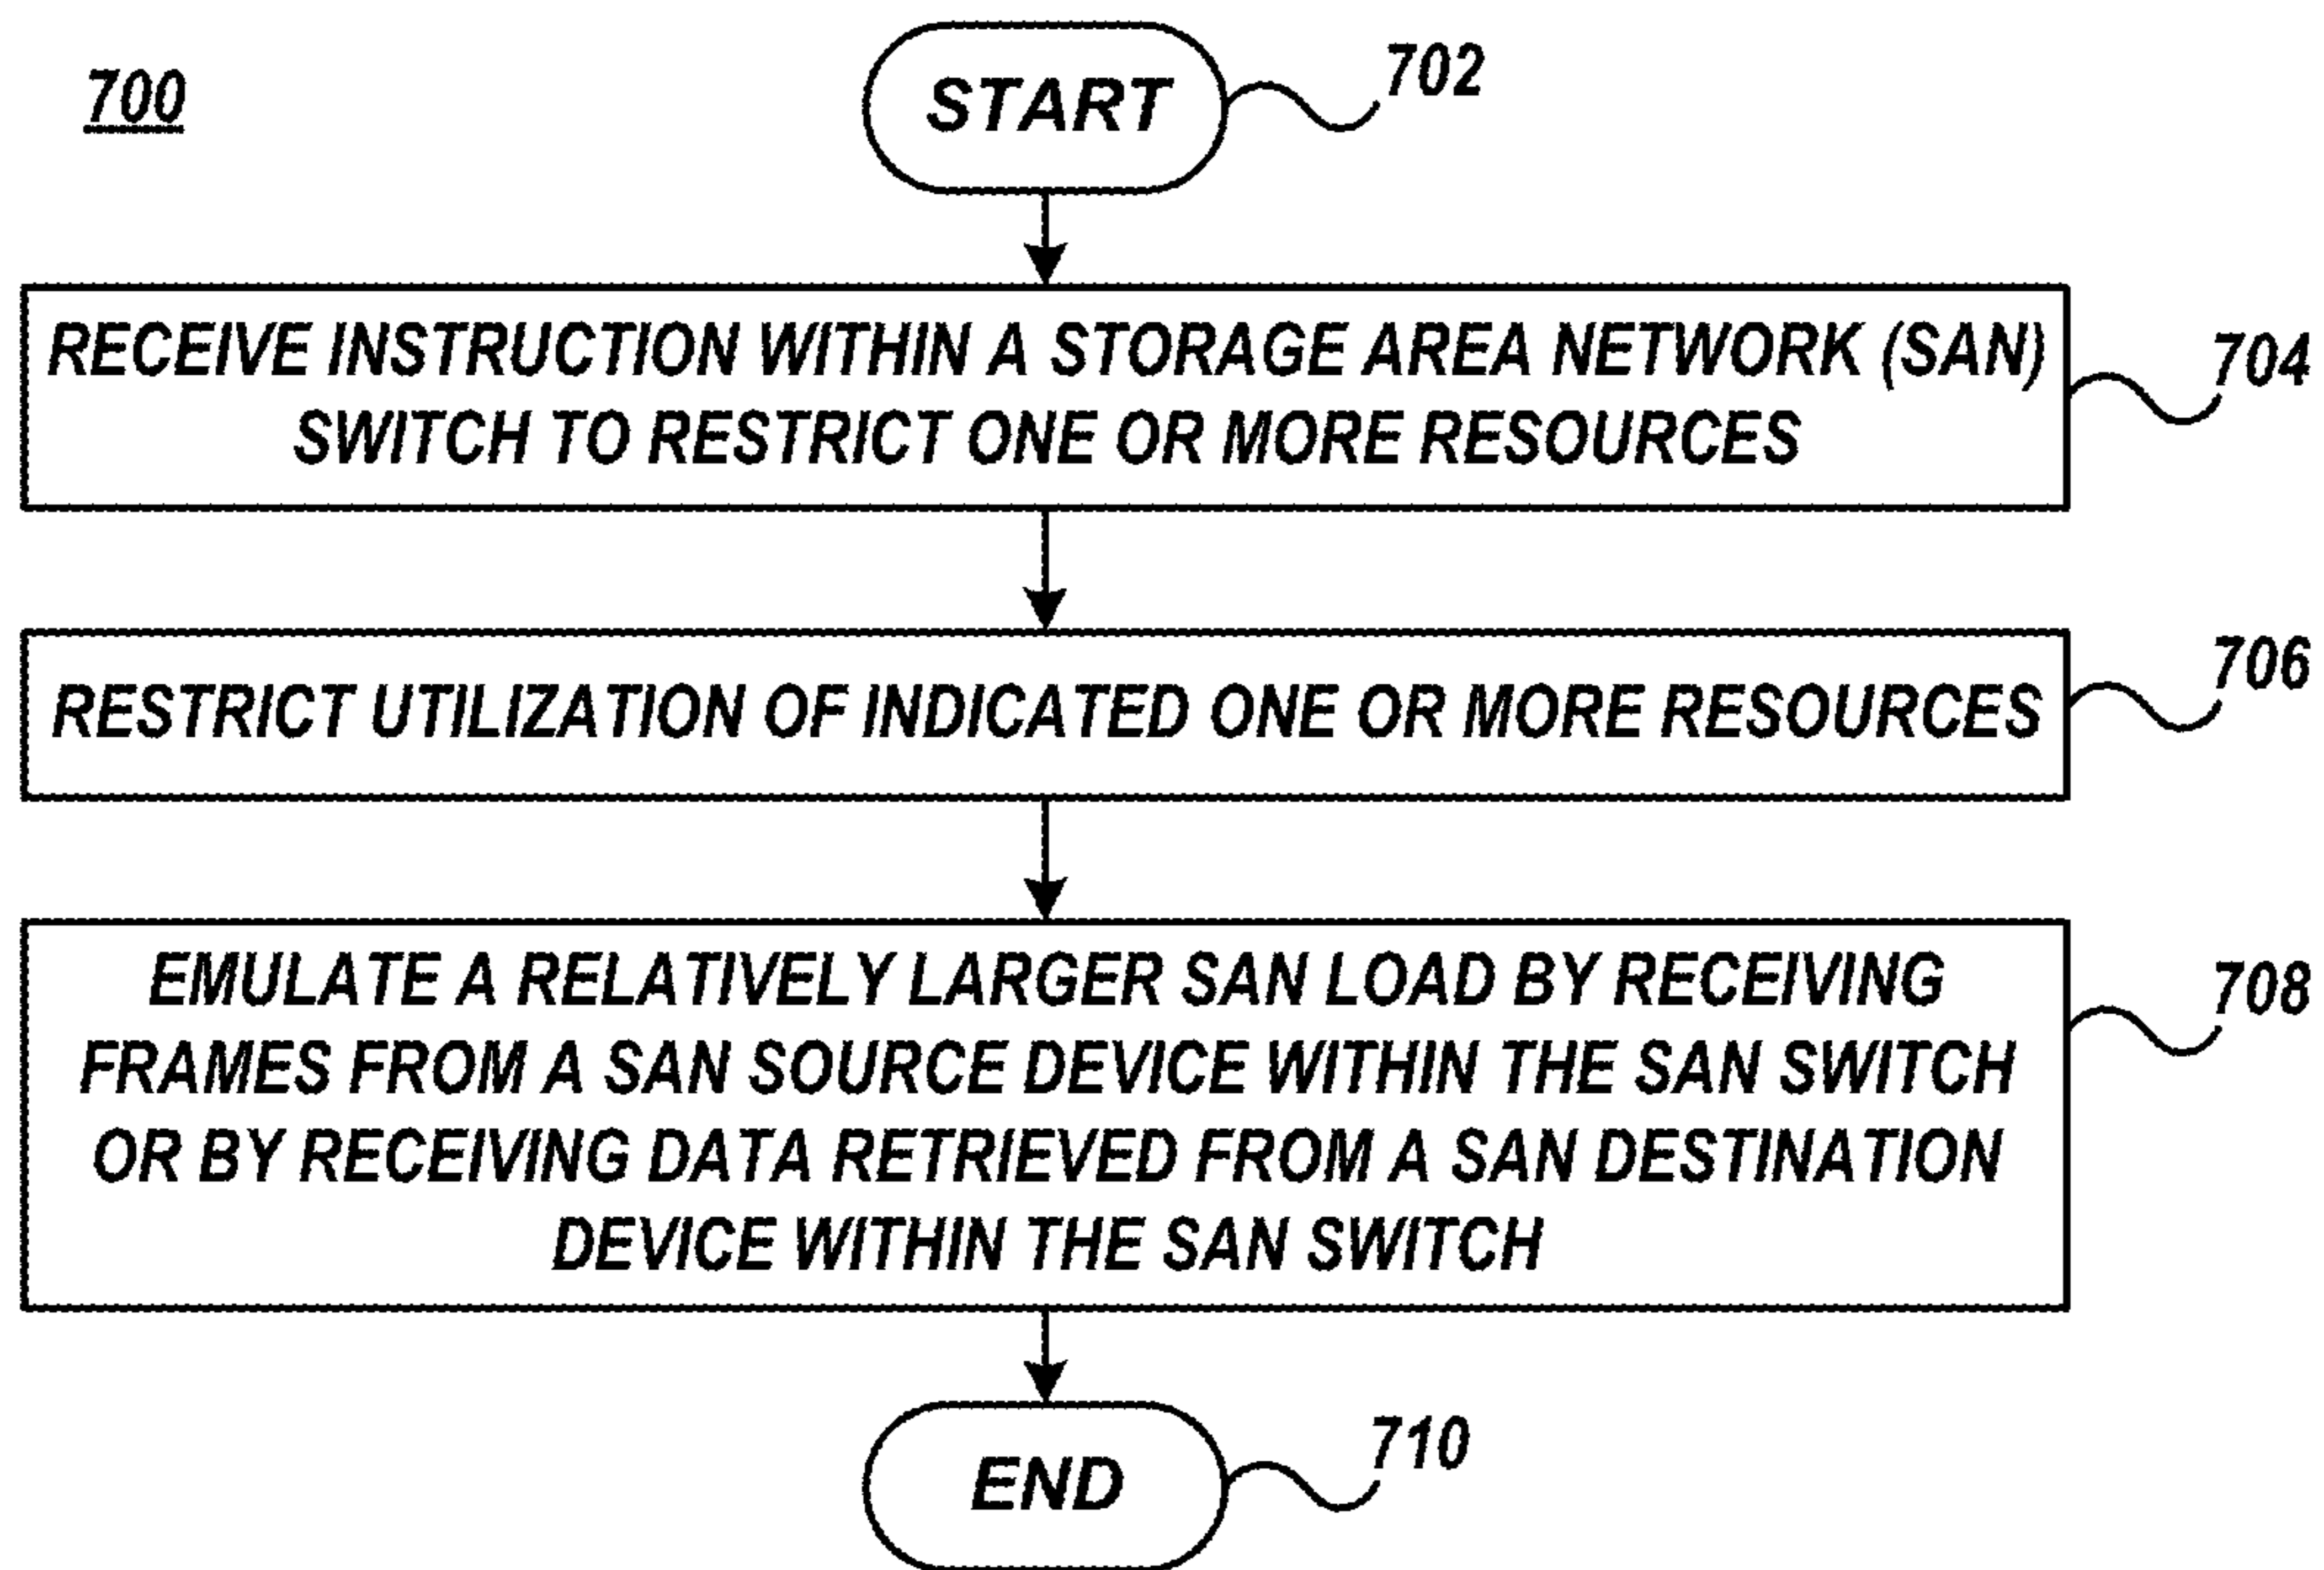 700
START
702
RECEIVE INSTRUCTION WITHIN A STORAGE AREA NETWORK (SAN)
SWITCH TO RESTRICT ONE OR MORE RESOURCES
704
RESTRICT UTILIZATION OF INDICATED ONE OR MORE RESOURCES
706
EMULATE A RELATIVELY LARGER SAN LOAD BY RECEIVING
FRAMES FROM A SAN SOURCE DEVICE WITHIN THE SAN SWITCH
OR BY RECEIVING DATA RETRIEVED FROM A SAN DESTINATION
DEVICE WITHIN THE SAN SWITCH
708
END
710